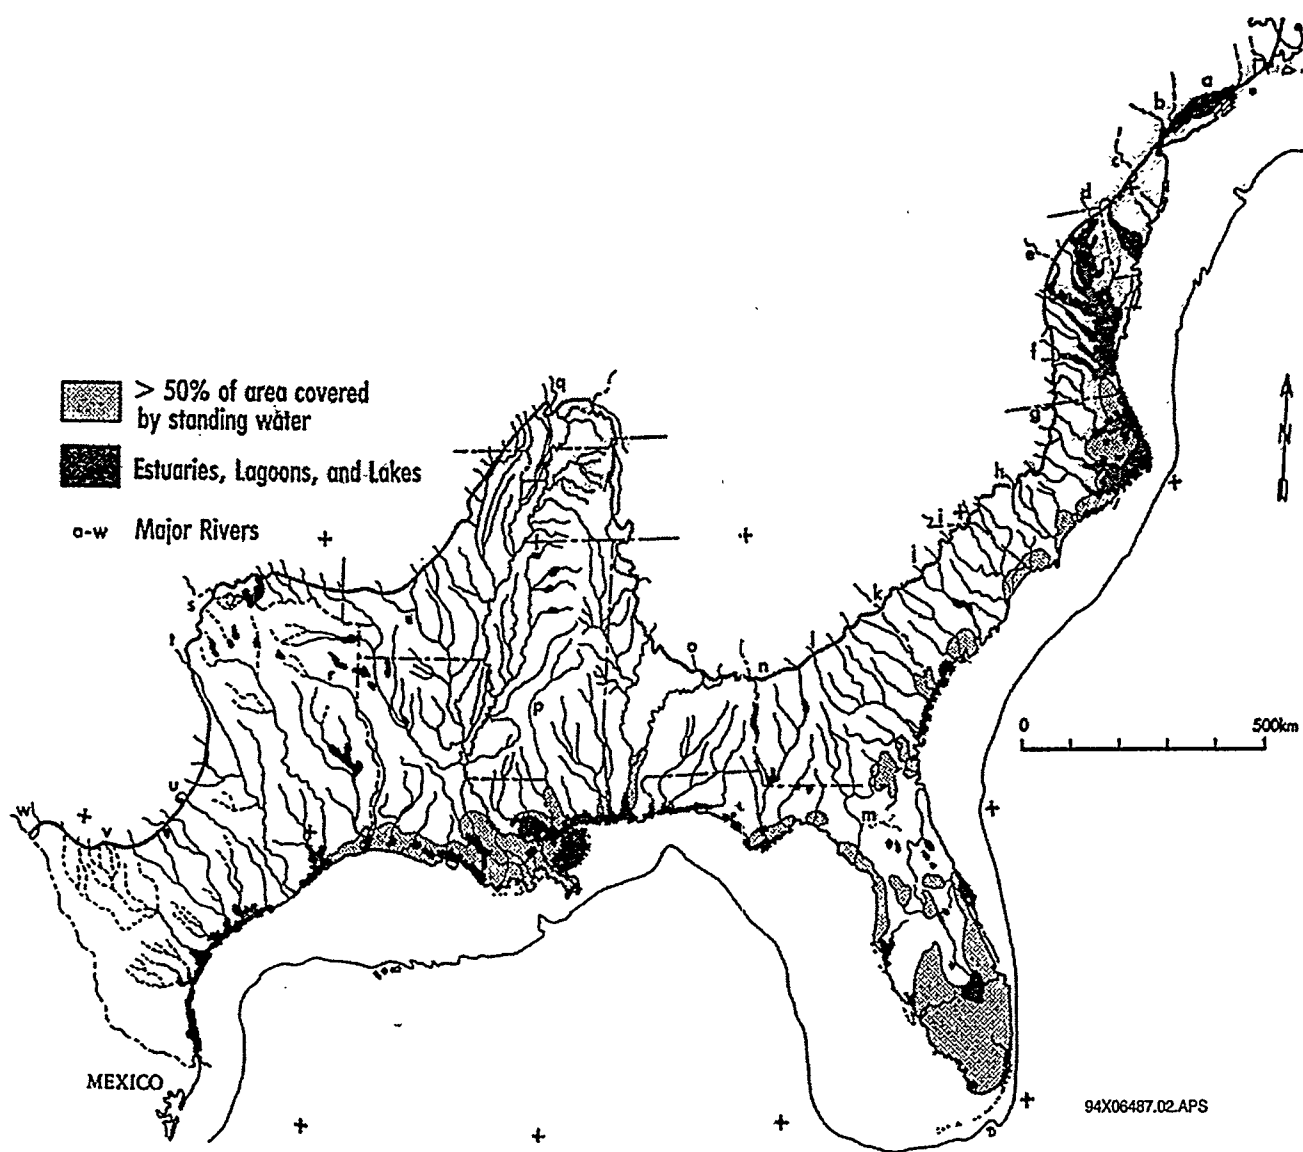 a
b
c
d
e
f
g
h
i
j
k
l
m
n
o
p
q
r
s
t
u
v
w
> 50% of area covered
by standing water
Estuaries, Lagoons, and Lakes
a-w Major Rivers
N
0 500km
MEXICO
94X06487.02.APS